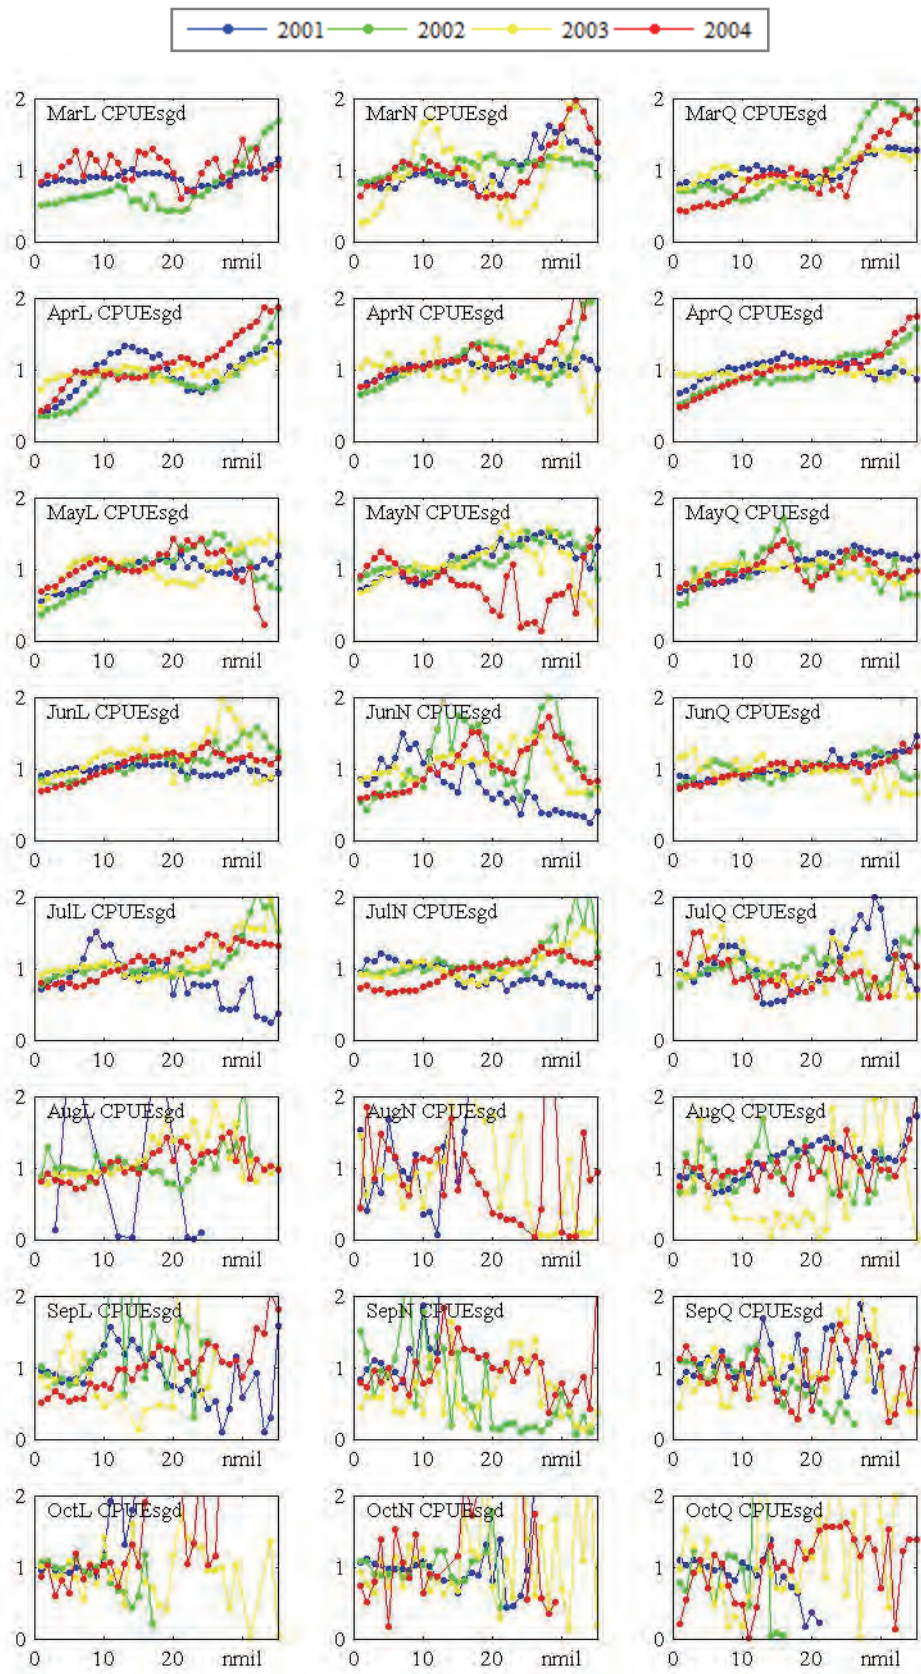 2001 2002 2003 2004
MarL CPUEsgd MarN CPUEsgd MarQ CPUEsgd
2 2 2
1 1 1
0 0 0
0 10 20 nmil 0 10 20 nmil 0 10 20 nmil
AprL CPUEsgd AprN CPUEsgd AprQ CPUEsgd
2 2 2
1 1 1
0 0 0
0 10 20 nmil 0 10 20 nmil 0 10 20 nmil
MayL CPUEsgd MayN CPUEsgd MayQ CPUEsgd
2 2 2
1 1 1
0 0 0
0 10 20 nmil 0 10 20 nmil 0 10 20 nmil
JunL CPUEsgd JunN CPUEsgd JunQ CPUEsgd
2 2 2
1 1 1
0 0 0
0 10 20 nmil 0 10 20 nmil 0 10 20 nmil
JulL CPUEsgd JulN CPUEsgd JulQ CPUEsgd
2 2 2
1 1 1
0 0 0
0 10 20 nmil 0 10 20 nmil 0 10 20 nmil
AugL CPUEsgd AugN CPUEsgd AugQ CPUEsgd
2 2 2
1 1 1
0 0 0
0 10 20 nmil 0 10 20 nmil 0 10 20 nmil
SepL CPUEsgd SepN CPUEsgd SepQ CPUEsgd
2 2 2
1 1 1
0 0 0
0 10 20 nmil 0 10 20 nmil 0 10 20 nmil
OctL CPUEsgd OctN CPUEsgd OctQ CPUEsgd
2 2 2
1 1 1
0 0 0
0 10 20 nmil 0 10 20 nmil 0 10 20 nmil